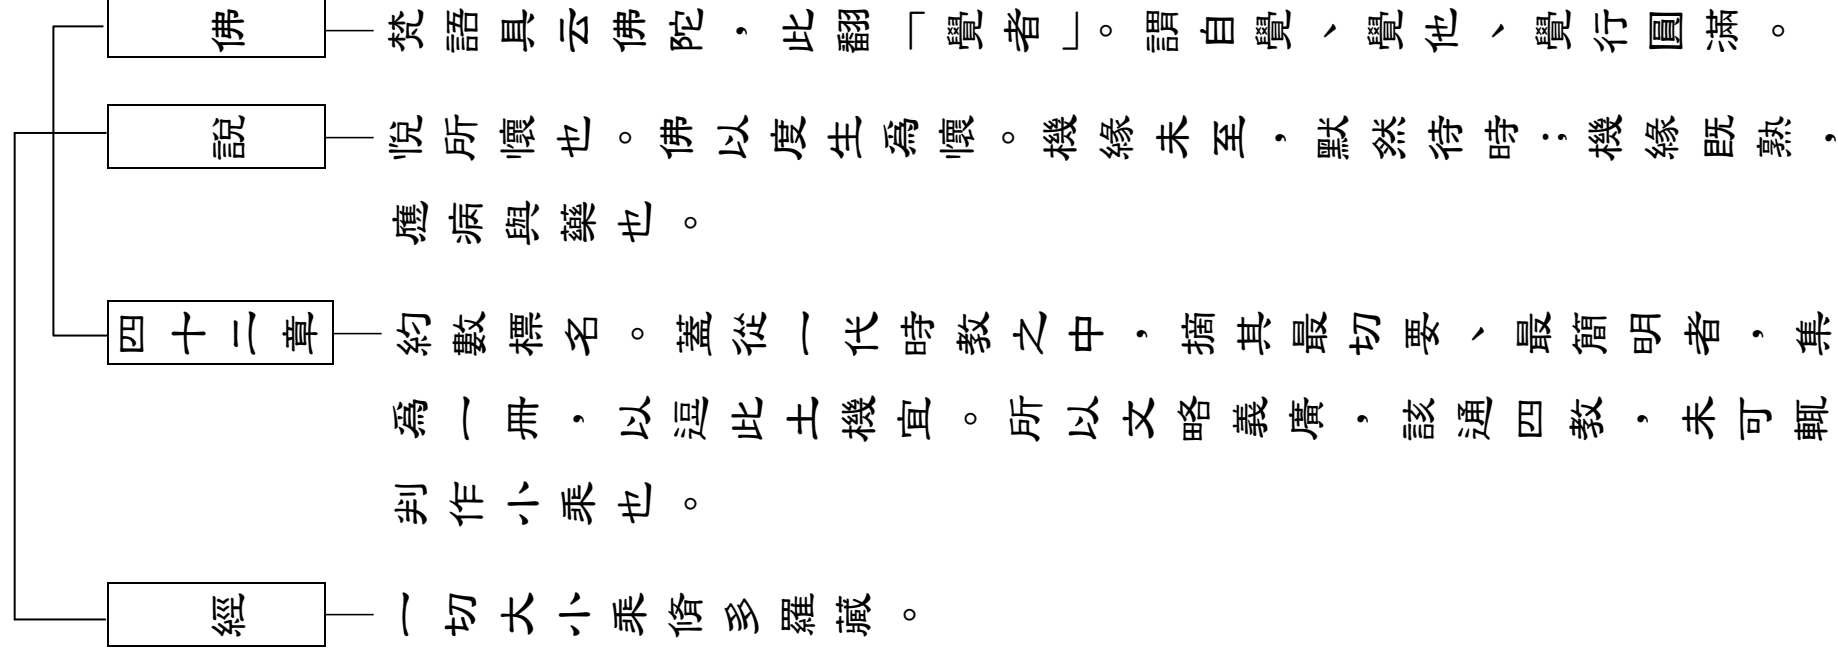 佛
梵語具云佛陀，此翻「覺者」。謂自覺、覺他、覺行圓滿。
說
悅所懷也。佛以度生為懷。機緣未至，默然待時；機緣既熟，
應病與藥也。
四十二章
約數標名。蓋從一代時教之中，摘其最切要、最簡明者，集
為一冊，以逗此土機宜。所以文略義廣，該通四教，未可輒
判作小乘也。
經
一切大小乘脩多羅藏。